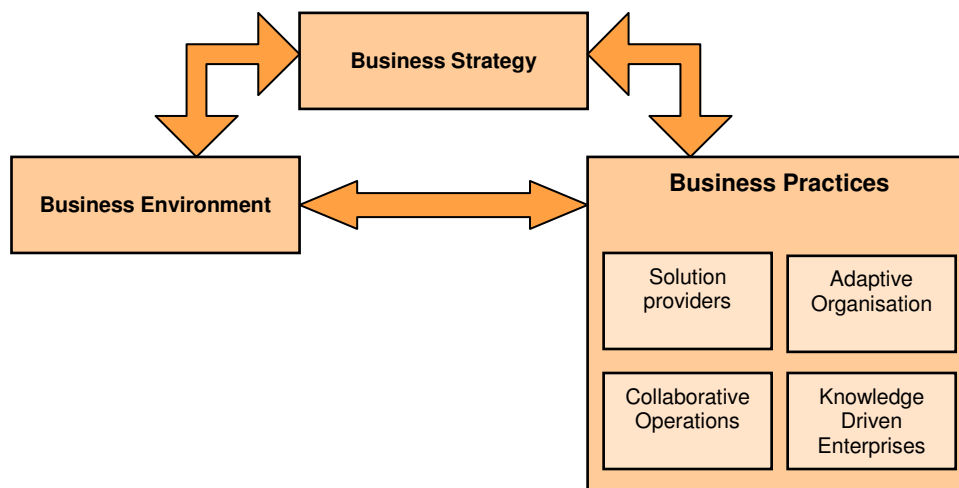 Business Strategy
Business Environment
Business Practices
Solution
providers
Adaptive
Organisation
Collaborative
Operations
Knowledge
Driven
Enterprises